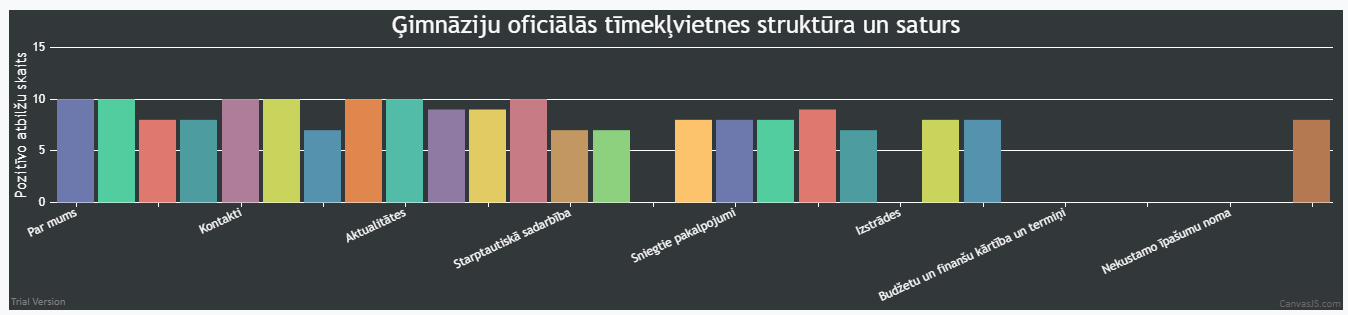 Ģimnāziju oficiālās tīmekļvietnes struktūra un saturs
Pozitīvo atbilžu skaits
15
10
5
0
Par mums
Kontakti
Aktualitātes
Starptautiskā sadarbība
Sniegtie pakalpojumi
Izstrādes
Budžetu un finanšu kārtība un termiņi
Nekustamo īpašumu noma
Trial Version
CanvasJS.com